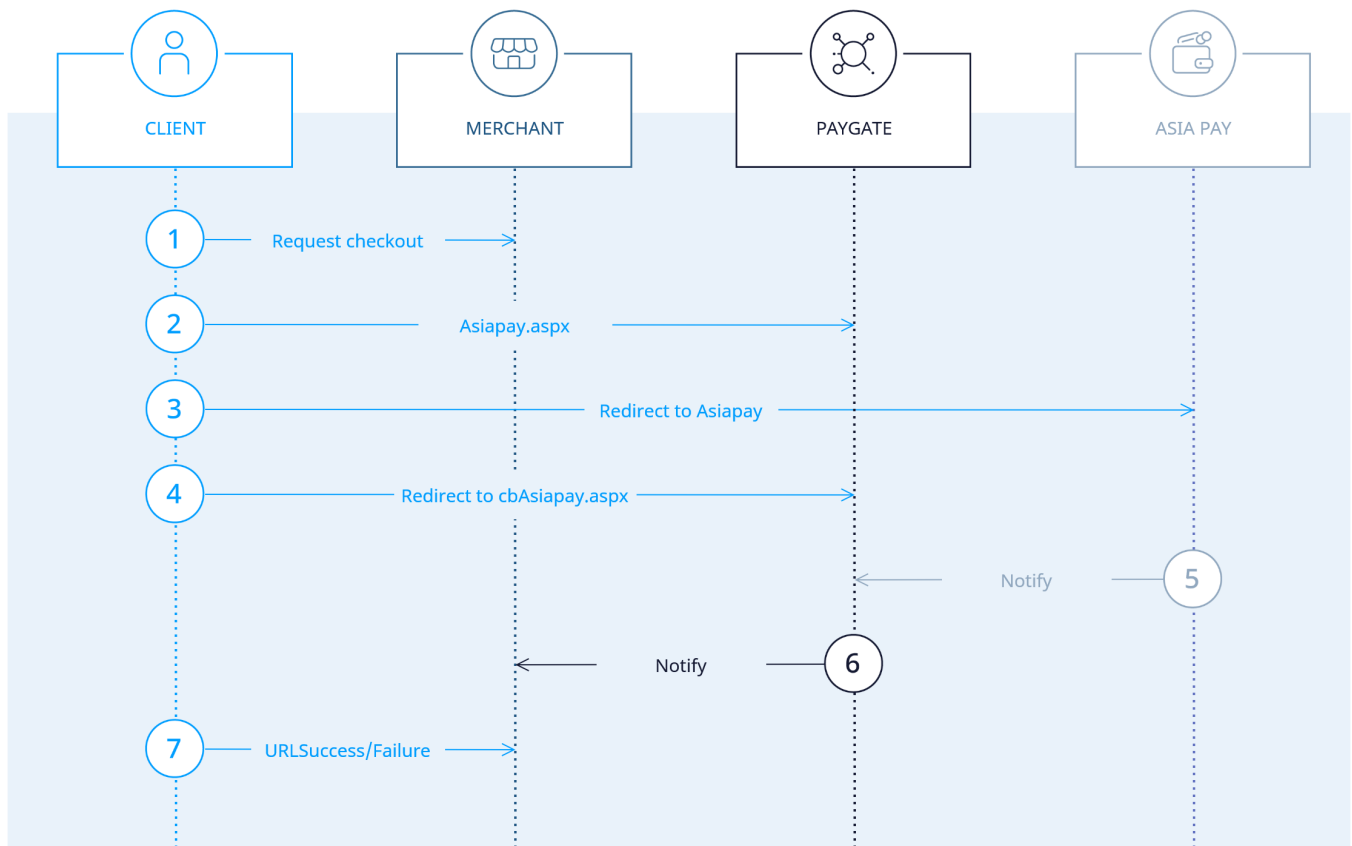 CLIENT
MERCHANT
PAYGATE
ASIA PAY
1
Request checkout
2
Asiapay.aspx
3
Redirect to Asiapay
4
Redirect to cbAsiapay.aspx
Notify
5
Notify
6
7
URLSuccess/Failure